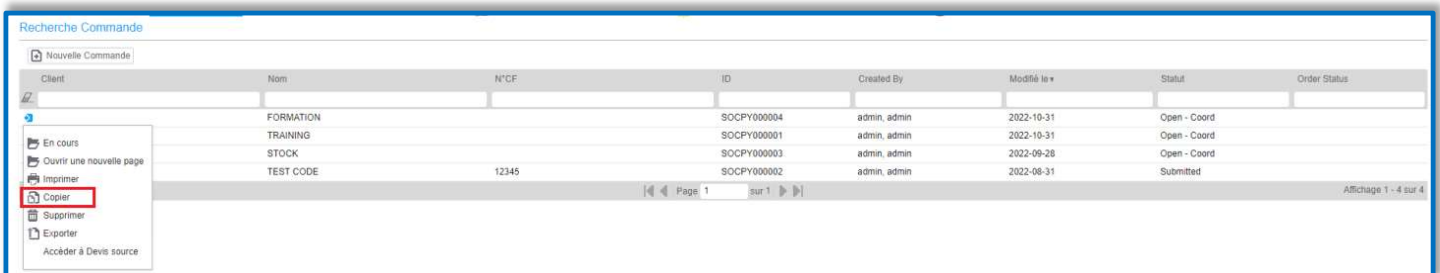 Recherche Commande
Nouvelle Commande
Client Nom N°CF ID Created By Modifié le Statut Order Status
FORMATION SOCPY000004 admin, admin 2022-10-31 Open - Coord
TRAINING SOCPY000001 admin, admin 2022-10-31 Open - Coord
STOCK SOCPY000003 admin, admin 2022-09-28 Open - Coord
TEST CODE 12345 SOCPY000002 admin, admin 2022-08-31 Submitted
En cours
Ouvrir une nouvelle page
Imprimer
Copier
Supprimer
Exporter
Accéder à Devis source
Page 1 sur 1
Affichage 1 - 4 sur 4